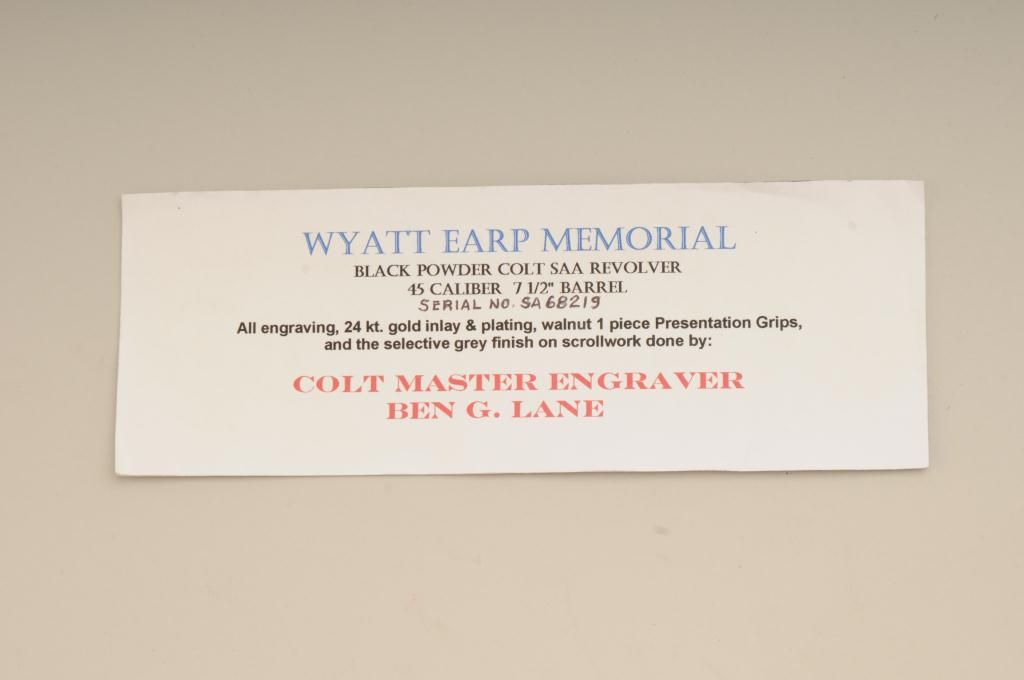 WYATT EARP MEMORIAL
BLACK POWDER COLT SAA REVOLVER
45 CALIBER 7 1/2" BARREL
SERIAL NO. SA68219
All engraving, 24 kt. gold inlay & plating, walnut 1 piece Presentation Grips,
and the selective grey finish on scrollwork done by:
COLT MASTER ENGRAVER
BEN G. LANE